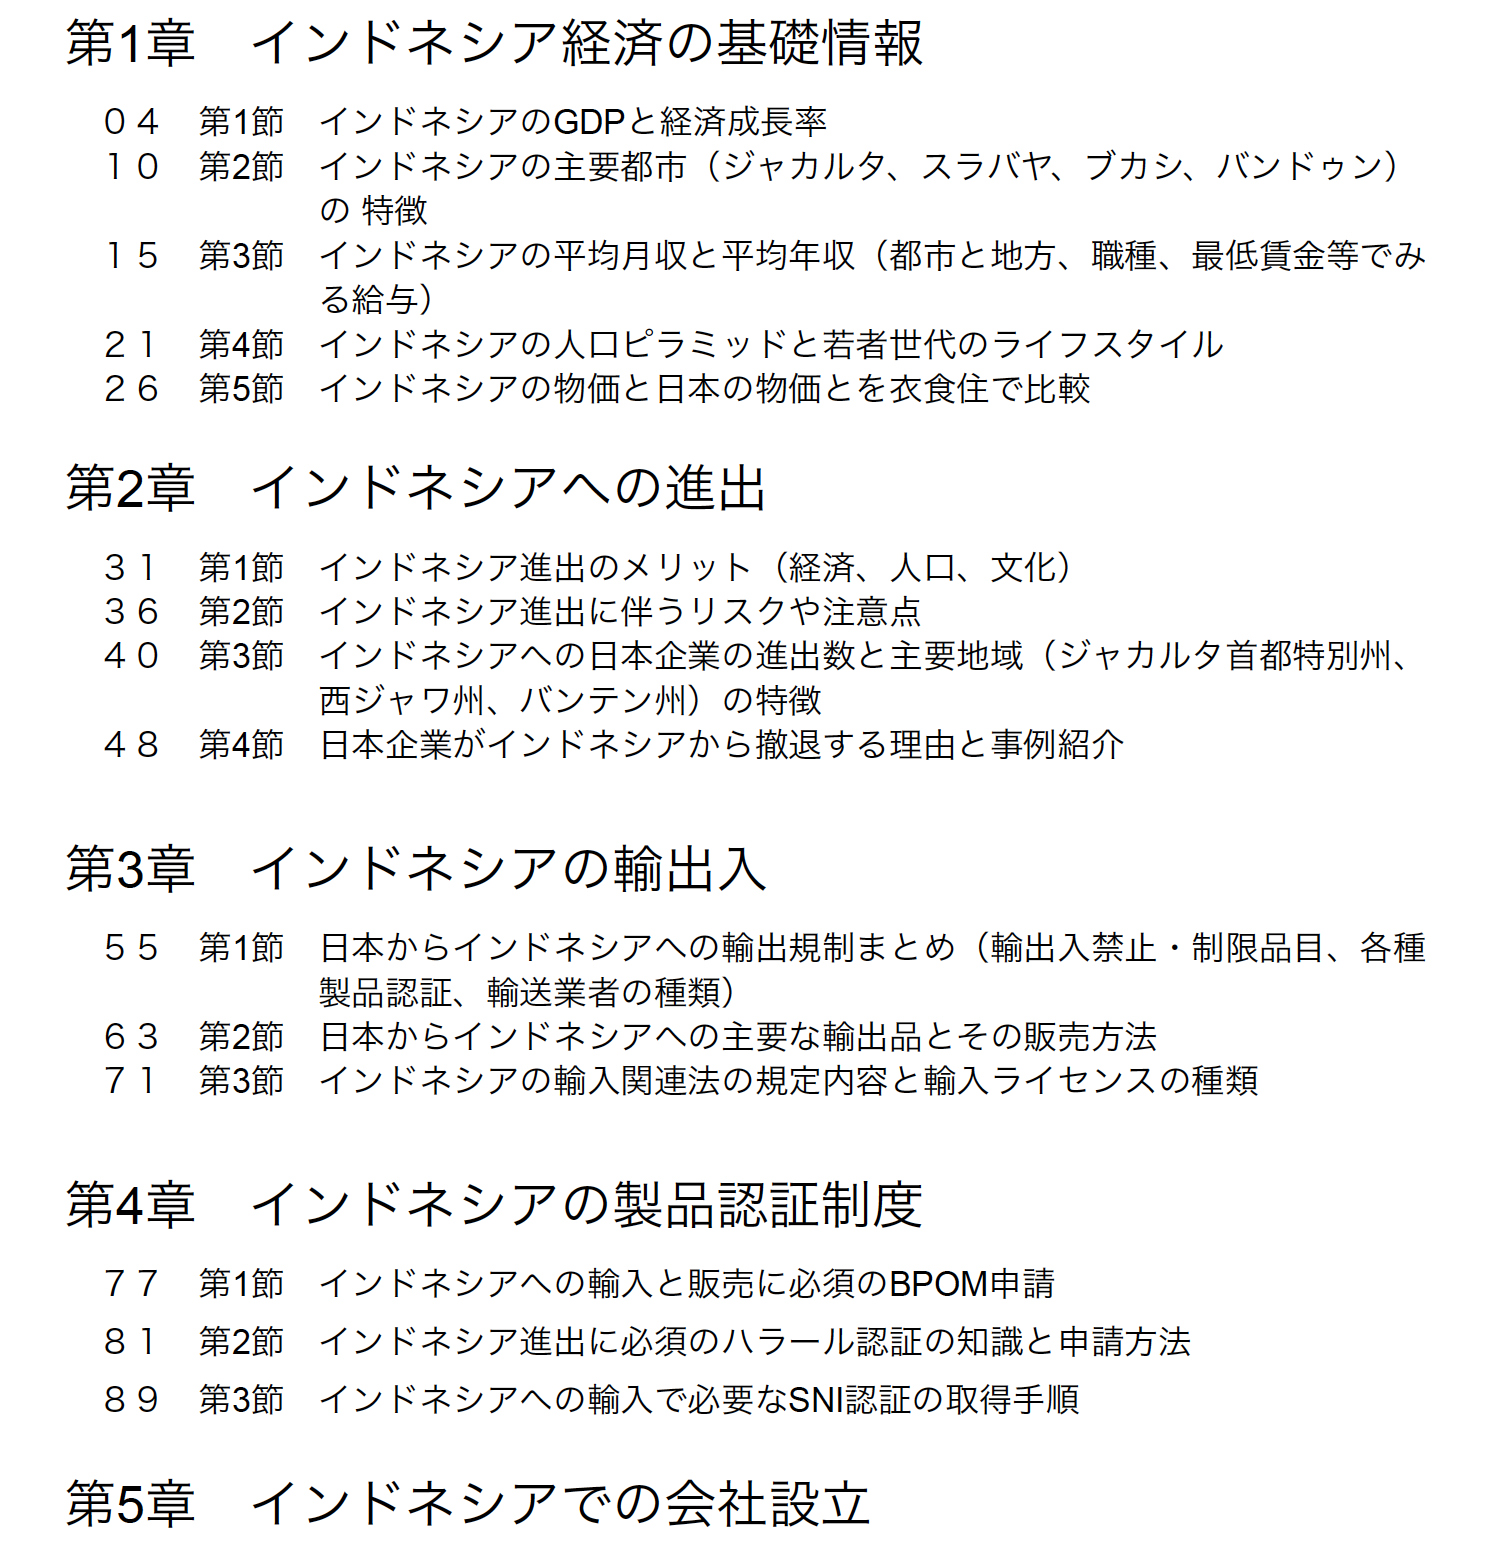 第1章　インドネシア経済の基礎情報
０４　第1節　インドネシアのGDPと経済成長率
１０　第2節　インドネシアの主要都市（ジャカルタ、スラバヤ、ブカシ、バンドゥン）
の 特徴
１５　第3節　インドネシアの平均月収と平均年収（都市と地方、職種、最低賃金等でみ
る給与）
２１　第4節　インドネシアの人口ピラミッドと若者世代のライフスタイル
２６　第5節　インドネシアの物価と日本の物価とを衣食住で比較
第2章　インドネシアへの進出
３１　第1節　インドネシア進出のメリット（経済、人口、文化）
３６　第2節　インドネシア進出に伴うリスクや注意点
４０　第3節　インドネシアへの日本企業の進出数と主要地域（ジャカルタ首都特別州、
西ジャワ州、バンテン州）の特徴
４８　第4節　日本企業がインドネシアから撤退する理由と事例紹介
第3章　インドネシアの輸出入
５５　第1節　日本からインドネシアへの輸出規制まとめ（輸出入禁止・制限品目、各種
製品認証、輸送業者の種類）
６３　第2節　日本からインドネシアへの主要な輸出品とその販売方法
７１　第3節　インドネシアの輸入関連法の規定内容と輸入ライセンスの種類
第4章　インドネシアの製品認証制度
７７　第1節　インドネシアへの輸入と販売に必須のBPOM申請
８１　第2節　インドネシア進出に必須のハラール認証の知識と申請方法
８９　第3節　インドネシアへの輸入で必要なSNI認証の取得手順
第5章　インドネシアでの会社設立